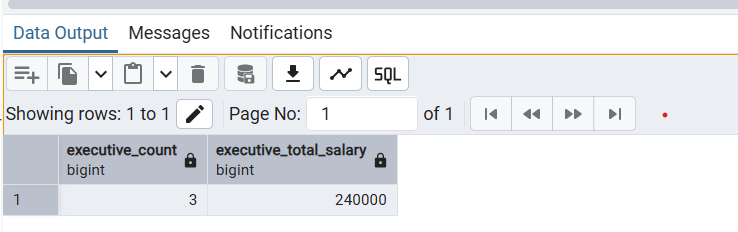 Data Output Messages Notifications
SQL
Showing rows: 1 to 1 Page No: 1 of 1
executive_count executive_total_salary
bigint bigint
1 3 240000